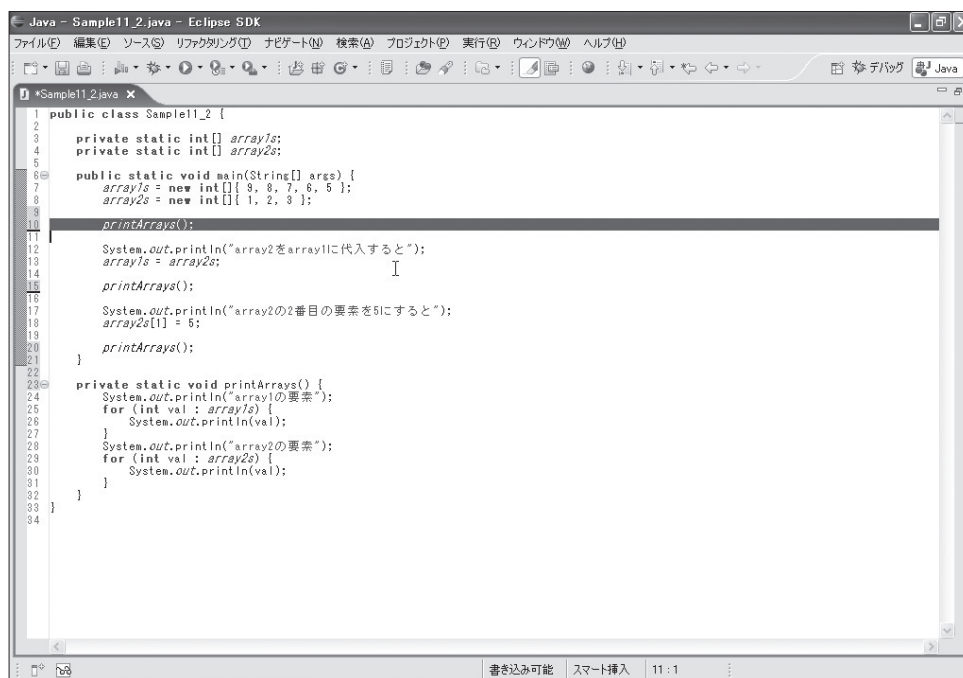 Java - Sample11_2.java - Eclipse SDK
ファイル(F) 編集(E) ソース(S) リファクタリング(T) ナビゲート(N) 検索(A) プロジェクト(P) 実行(R) ウィンドウ(W) ヘルプ(H)
デバッグ Java
*Sample11_2.java
1 public class Sample11_2 {
2
3 private static int[] array1s;
4 private static int[] array2s;
5
6 public static void main(String[] args) {
7 array1s = new int[]{ 9, 8, 7, 6, 5 };
8 array2s = new int[]{ 1, 2, 3 };
9
10 printArrays();
11
12 System.out.println("array2をarray1に代入すると");
13 array1s = array2s;
14
15 printArrays();
16
17 System.out.println("array2の2番目の要素を5にすると");
18 array2s[1] = 5;
19
20 printArrays();
21 }
22
23 private static void printArrays() {
24 System.out.println("array1の要素");
25 for (int val : array1s) {
26 System.out.println(val);
27 }
28 System.out.println("array2の要素");
29 for (int val : array2s) {
30 System.out.println(val);
31 }
32 }
33 }
34
書き込み可能 スマート挿入 11 : 1